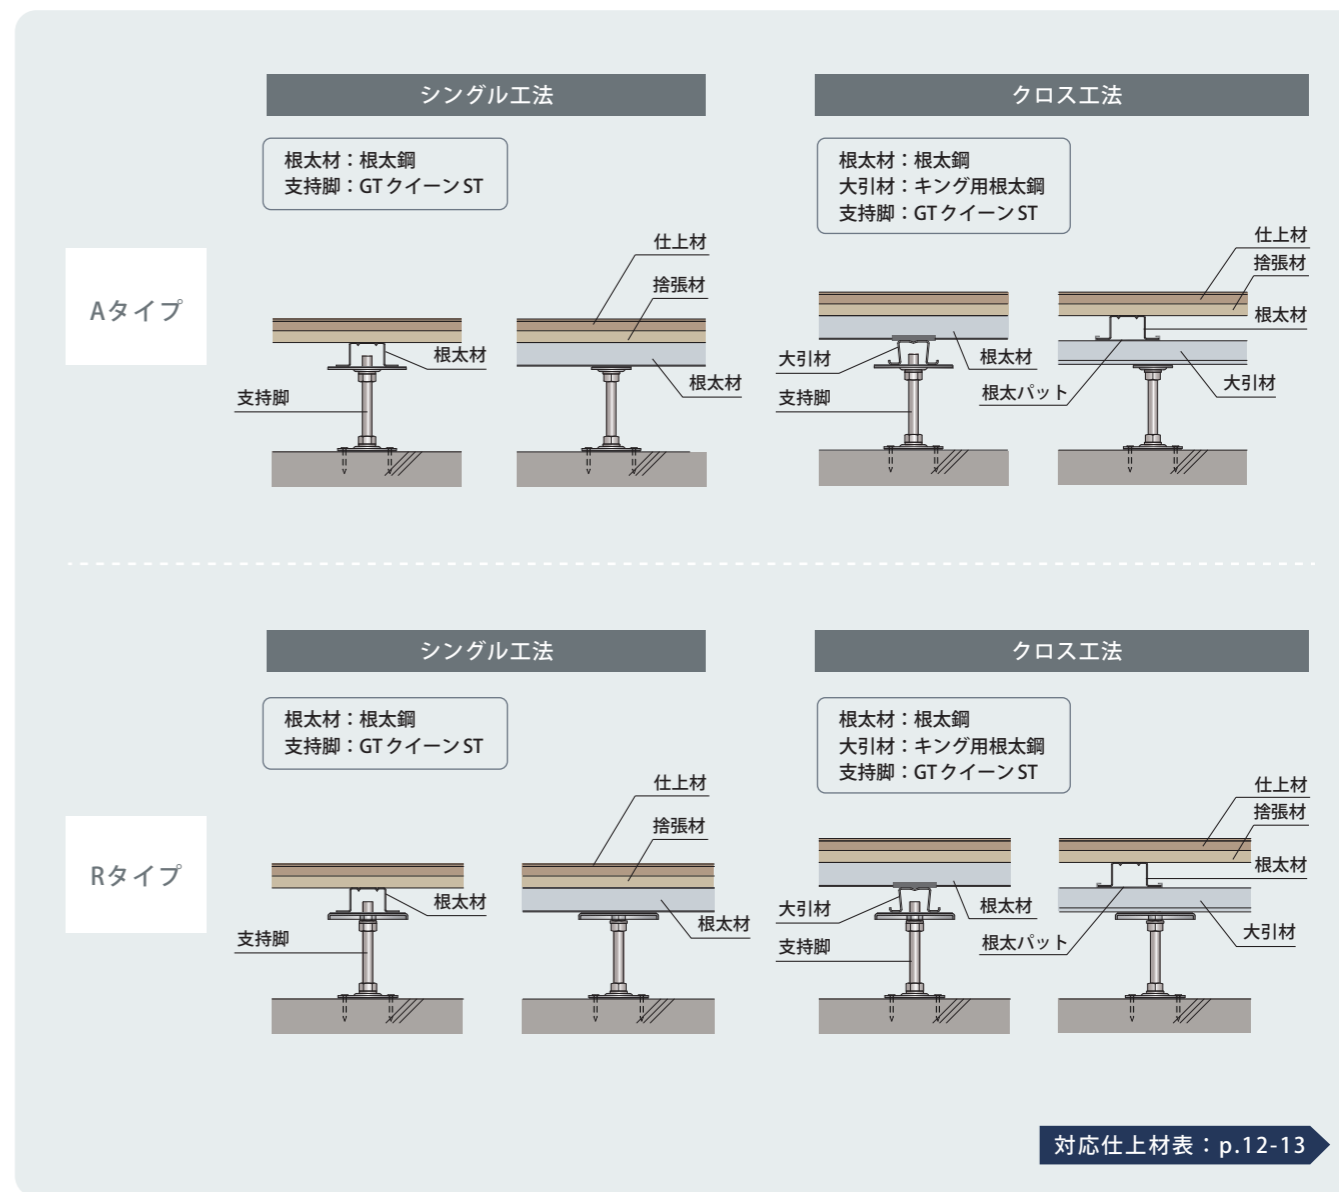 シングル工法
クロス工法
根太材：根太鋼
支持脚：GTクイーンST
根太材：根太鋼
大引材：キング用根太鋼
支持脚：GTクイーンST
Aタイプ
根太材
支持脚
仕上材
捨張材
根太材
大引材
根太材
支持脚
仕上材
捨張材
根太材
根太パット
大引材
シングル工法
クロス工法
根太材：根太鋼
支持脚：GTクイーンST
根太材：根太鋼
大引材：キング用根太鋼
支持脚：GTクイーンST
Rタイプ
根太材
支持脚
仕上材
捨張材
根太材
大引材
根太材
支持脚
仕上材
捨張材
根太材
根太パット
大引材
対応仕上材表：p.12-13